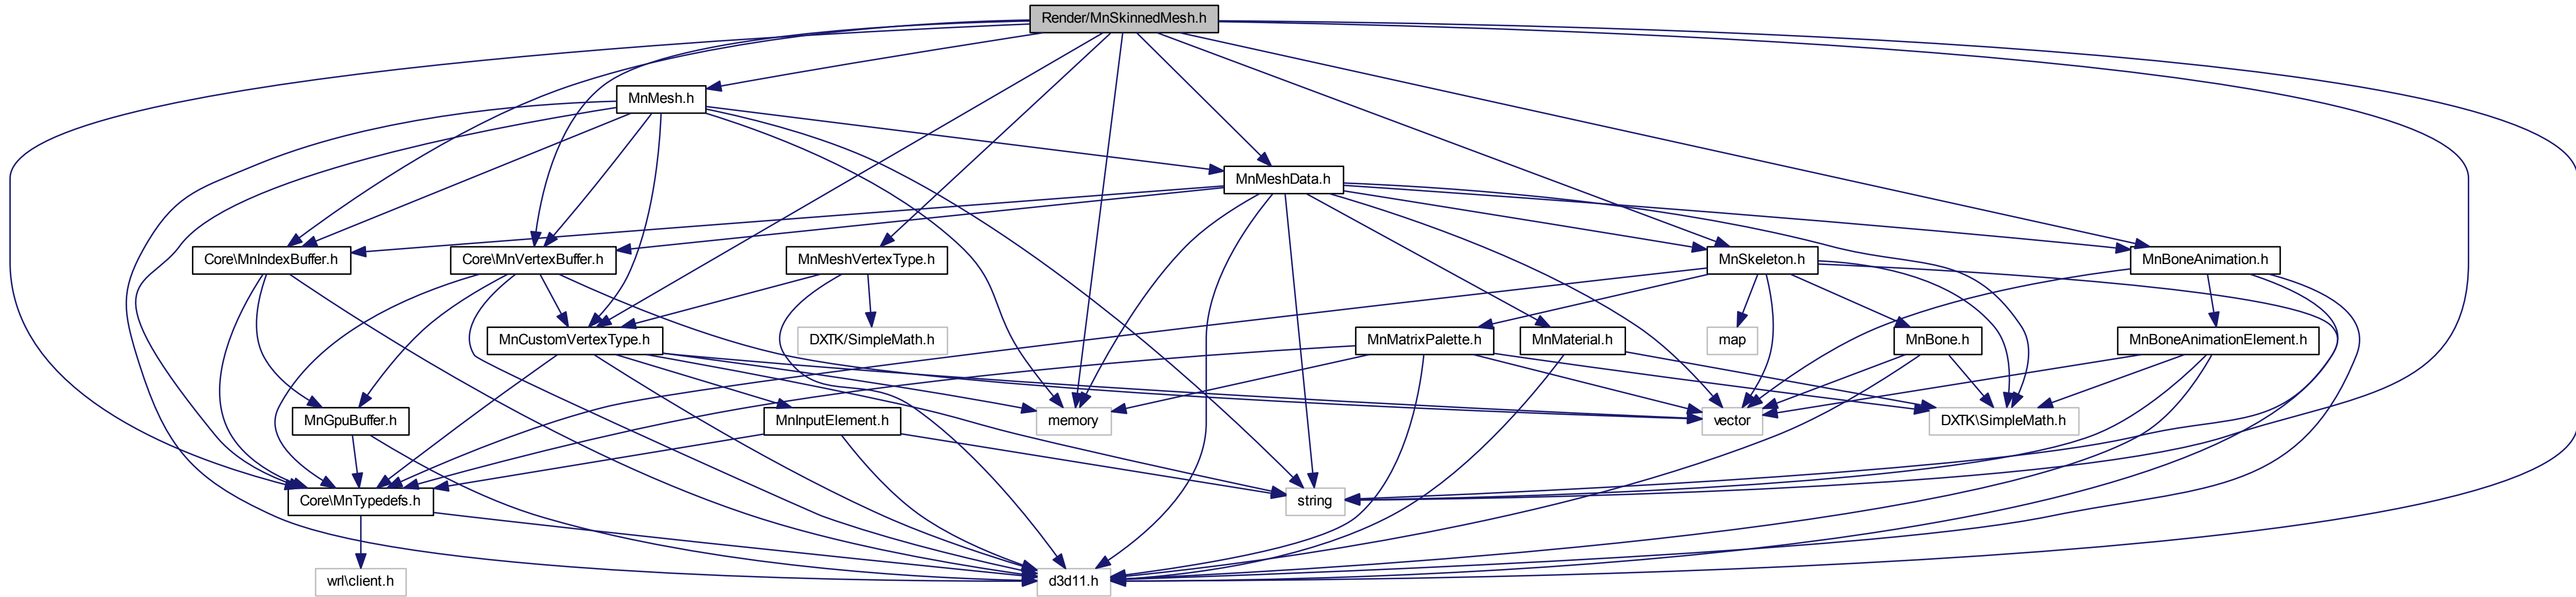 Render/MnSkinnedMesh.h
MnMesh.h
MnMeshData.h
Core\MnIndexBuffer.h
Core\MnVertexBuffer.h
MnMeshVertexType.h
MnSkeleton.h
MnBoneAnimation.h
MnCustomVertexType.h
DXTK/SimpleMath.h
MnMatrixPalette.h
MnMaterial.h
map
MnBone.h
MnBoneAnimationElement.h
MnGpuBuffer.h
MnInputElement.h
memory
vector
DXTK\SimpleMath.h
Core\MnTypedefs.h
string
wrl\client.h
d3d11.h